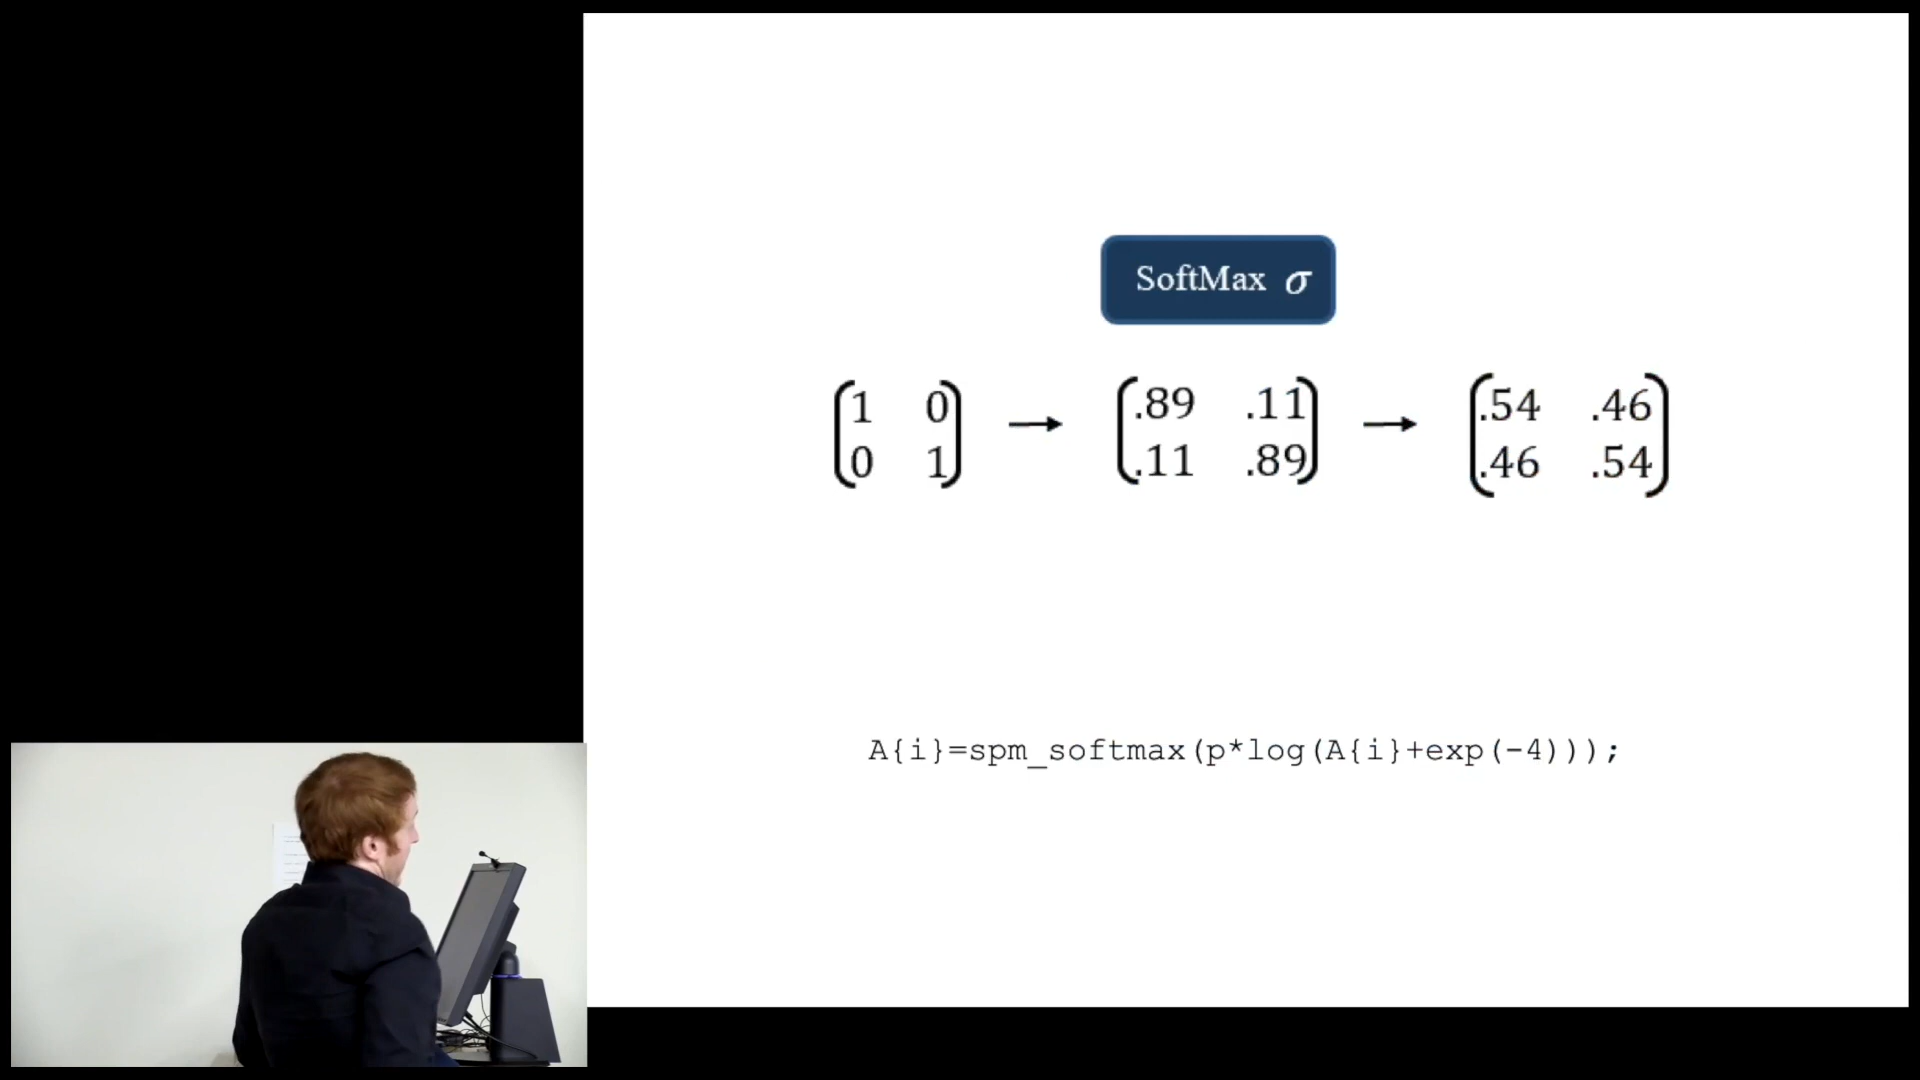 SoftMax σ
1 0 → .89 .11 → .54 .46
0 1 .11 .89 .46 .54
A{i}=spm_softmax(p*log(A{i}+exp(-4)));